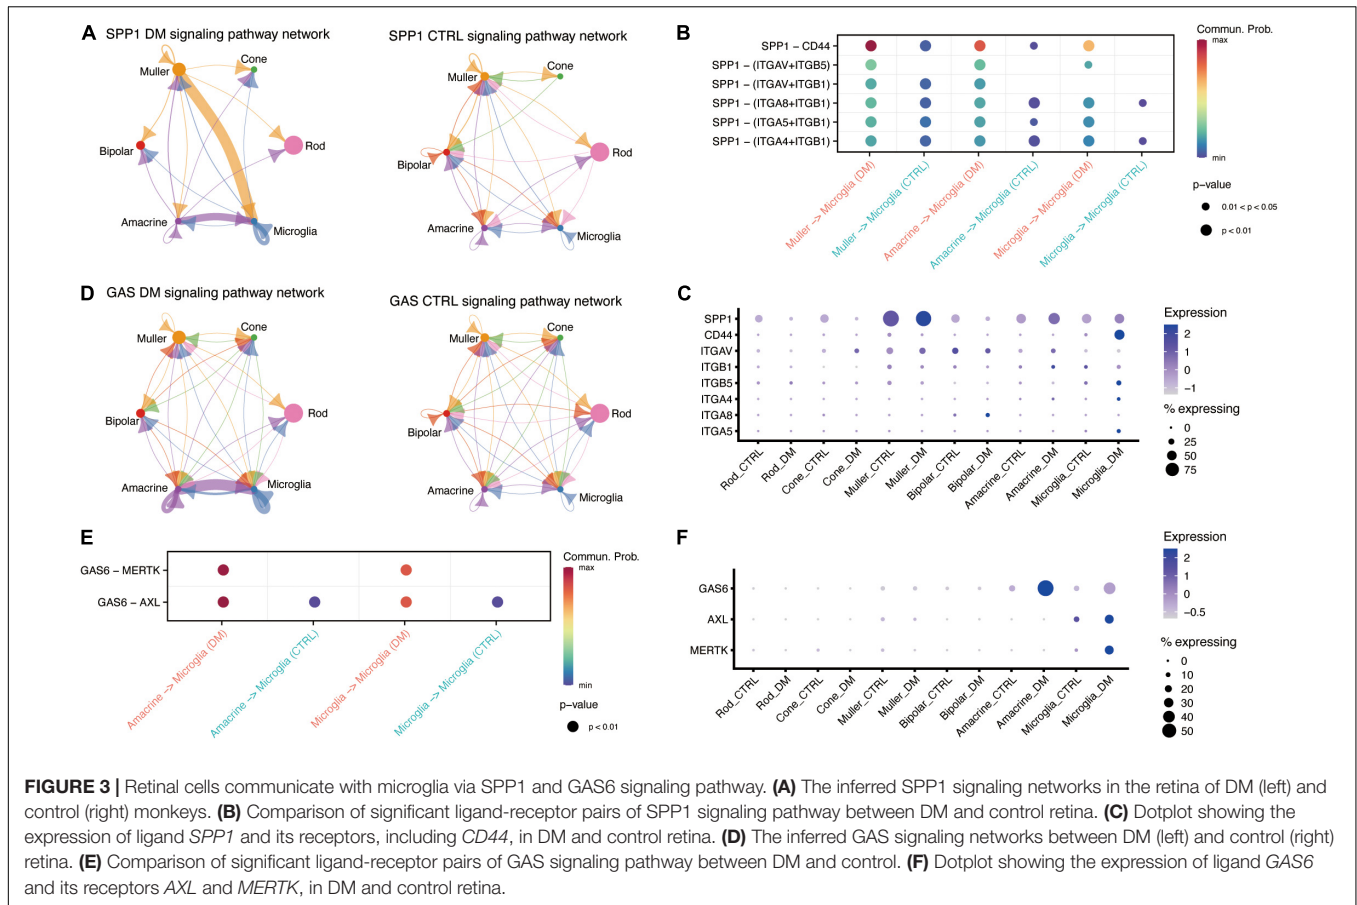 A
SPP1 DM signaling pathway network
Muller
Cone
Bipolar
Rod
Amacrine
Microglia
SPP1 CTRL signaling pathway network
Muller
Cone
Bipolar
Rod
Amacrine
Microglia
B
SPP1 – CD44
SPP1 – (ITGAV+ITGB5)
SPP1 – (ITGAV+ITGB1)
SPP1 – (ITGA8+ITGB1)
SPP1 – (ITGA5+ITGB1)
SPP1 – (ITGA4+ITGB1)
Muller –> Microglia (DM)
Muller –> Microglia (CTRL)
Amacrine –> Microglia (DM)
Amacrine –> Microglia (CTRL)
Microglia –> Microglia (DM)
Microglia –> Microglia (CTRL)
Commun. Prob.
max
min
p-value
0.01 < p < 0.05
p < 0.01
D
GAS DM signaling pathway network
Muller
Cone
Bipolar
Rod
Amacrine
Microglia
GAS CTRL signaling pathway network
Muller
Cone
Bipolar
Rod
Amacrine
Microglia
C
SPP1
CD44
ITGAV
ITGB1
ITGB5
ITGA4
ITGA8
ITGA5
Rod_CTRL
Rod_DM
Cone_CTRL
Cone_DM
Muller_CTRL
Muller_DM
Bipolar_CTRL
Bipolar_DM
Amacrine_CTRL
Amacrine_DM
Microglia_CTRL
Microglia_DM
Expression
2
1
0
−1
% expressing
0
25
50
75
E
GAS6 – MERTK
GAS6 – AXL
Amacrine –> Microglia (DM)
Amacrine –> Microglia (CTRL)
Microglia –> Microglia (DM)
Microglia –> Microglia (CTRL)
Commun. Prob.
max
min
p-value
p < 0.01
F
GAS6
AXL
MERTK
Rod_CTRL
Rod_DM
Cone_CTRL
Cone_DM
Muller_CTRL
Muller_DM
Bipolar_CTRL
Bipolar_DM
Amacrine_CTRL
Amacrine_DM
Microglia_CTRL
Microglia_DM
Expression
2
1
0
−0.5
% expressing
0
10
20
30
40
50
FIGURE 3 | Retinal cells communicate with microglia via SPP1 and GAS6 signaling pathway. (A) The inferred SPP1 signaling networks in the retina of DM (left) and
control (right) monkeys. (B) Comparison of significant ligand-receptor pairs of SPP1 signaling pathway between DM and control retina. (C) Dotplot showing the
expression of ligand SPP1 and its receptors, including CD44, in DM and control retina. (D) The inferred GAS signaling networks between DM (left) and control (right)
retina. (E) Comparison of significant ligand-receptor pairs of GAS signaling pathway between DM and control. (F) Dotplot showing the expression of ligand GAS6
and its receptors AXL and MERTK, in DM and control retina.